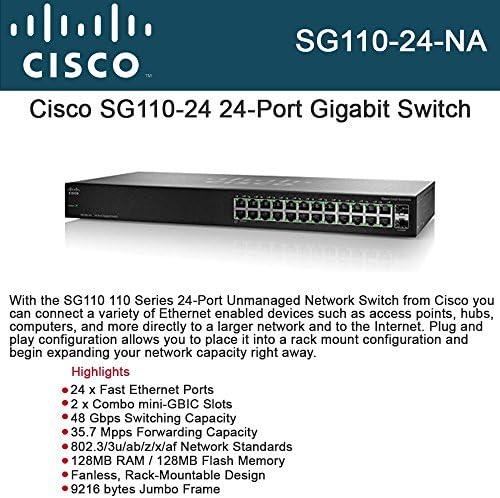 CISCO
SG110-24-NA
Cisco SG110-24 24-Port Gigabit Switch
With the SG110 110 Series 24-Port Unmanaged Network Switch from Cisco you
can connect a variety of Ethernet enabled devices such as access points, hubs,
computers, and more directly to a larger network and to the Internet. Plug and
play configuration allows you to place it into a rack mount configuration and
begin expanding your network capacity right away.
Highlights
24 x Fast Ethernet Ports
2 x Combo mini-GBIC Slots
48 Gbps Switching Capacity
35.7 Mpps Forwarding Capacity
802.3/3u/ab/z/x/af Network Standards
128MB RAM / 128MB Flash Memory
Fanless, Rack-Mountable Design
9216 bytes Jumbo Frame